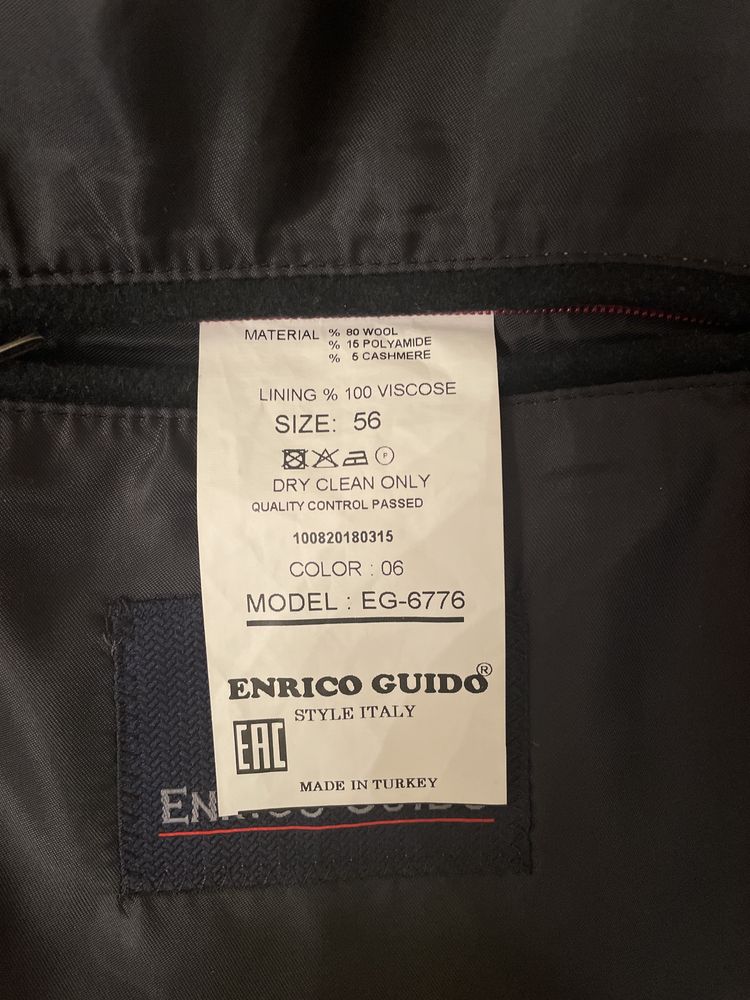 MATERIAL % 80 WOOL
% 15 POLYAMIDE
% 5 CASHMERE
LINING % 100 VISCOSE
SIZE: 56
P
DRY CLEAN ONLY
QUALITY CONTROL PASSED
100820180315
COLOR : 06
MODEL : EG-6776
ENRICO GUIDO®
STYLE ITALY
EAC
MADE IN TURKEY